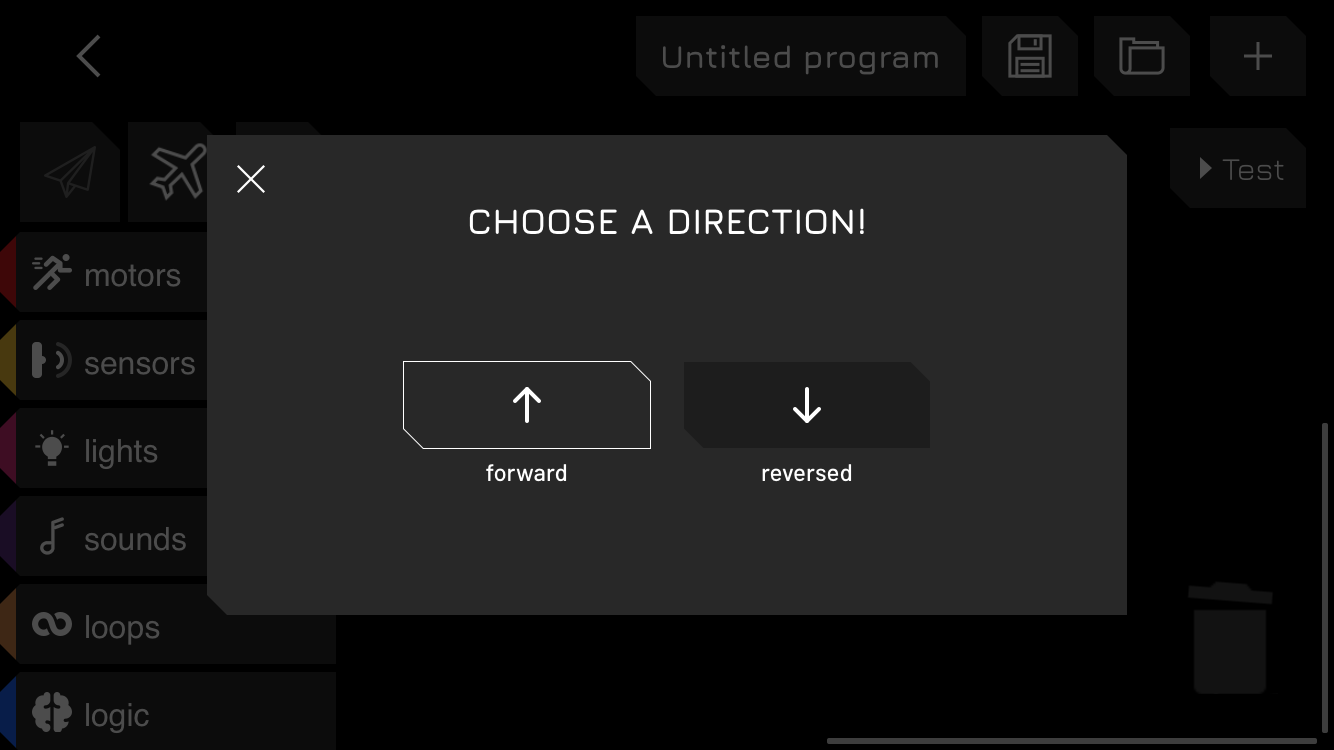 Untitled program
Test
CHOOSE A DIRECTION!
motors
sensors
lights
sounds
loops
logic
forward
reversed